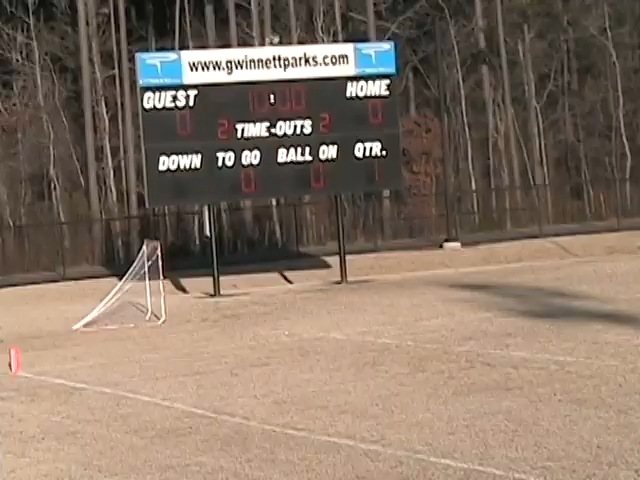 www.gwinnettparks.com
GUEST 10:00 HOME
0 2 TIME-OUTS 2 0
DOWN TO GO BALL ON QTR.
0 0 1